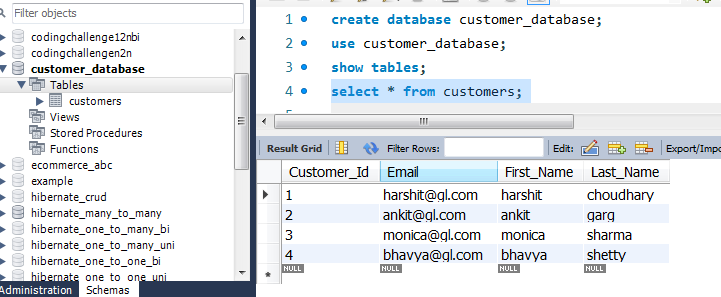 Filter objects
codingchallenge12nbi
codingchallengen2n
customer_database
Tables
customers
Views
Stored Procedures
Functions
ecommerce_abc
example
hibernate_crud
hibernate_many_to_many
hibernate_one_to_many_bi
hibernate_one_to_many_uni
hibernate_one_to_one_bi
hibernate_one_to_one_uni
Administration Schemas
1 create database customer_database;
2 use customer_database;
3 show tables;
4 select * from customers;
Result Grid Filter Rows: Edit: Export/Impo
Customer_Id Email First_Name Last_Name
1 harshit@gl.com harshit choudhary
2 ankit@gl.com ankit garg
3 monica@gl.com monica sharma
4 bhavya@gl.com bhavya shetty
* NULL NULL NULL NULL